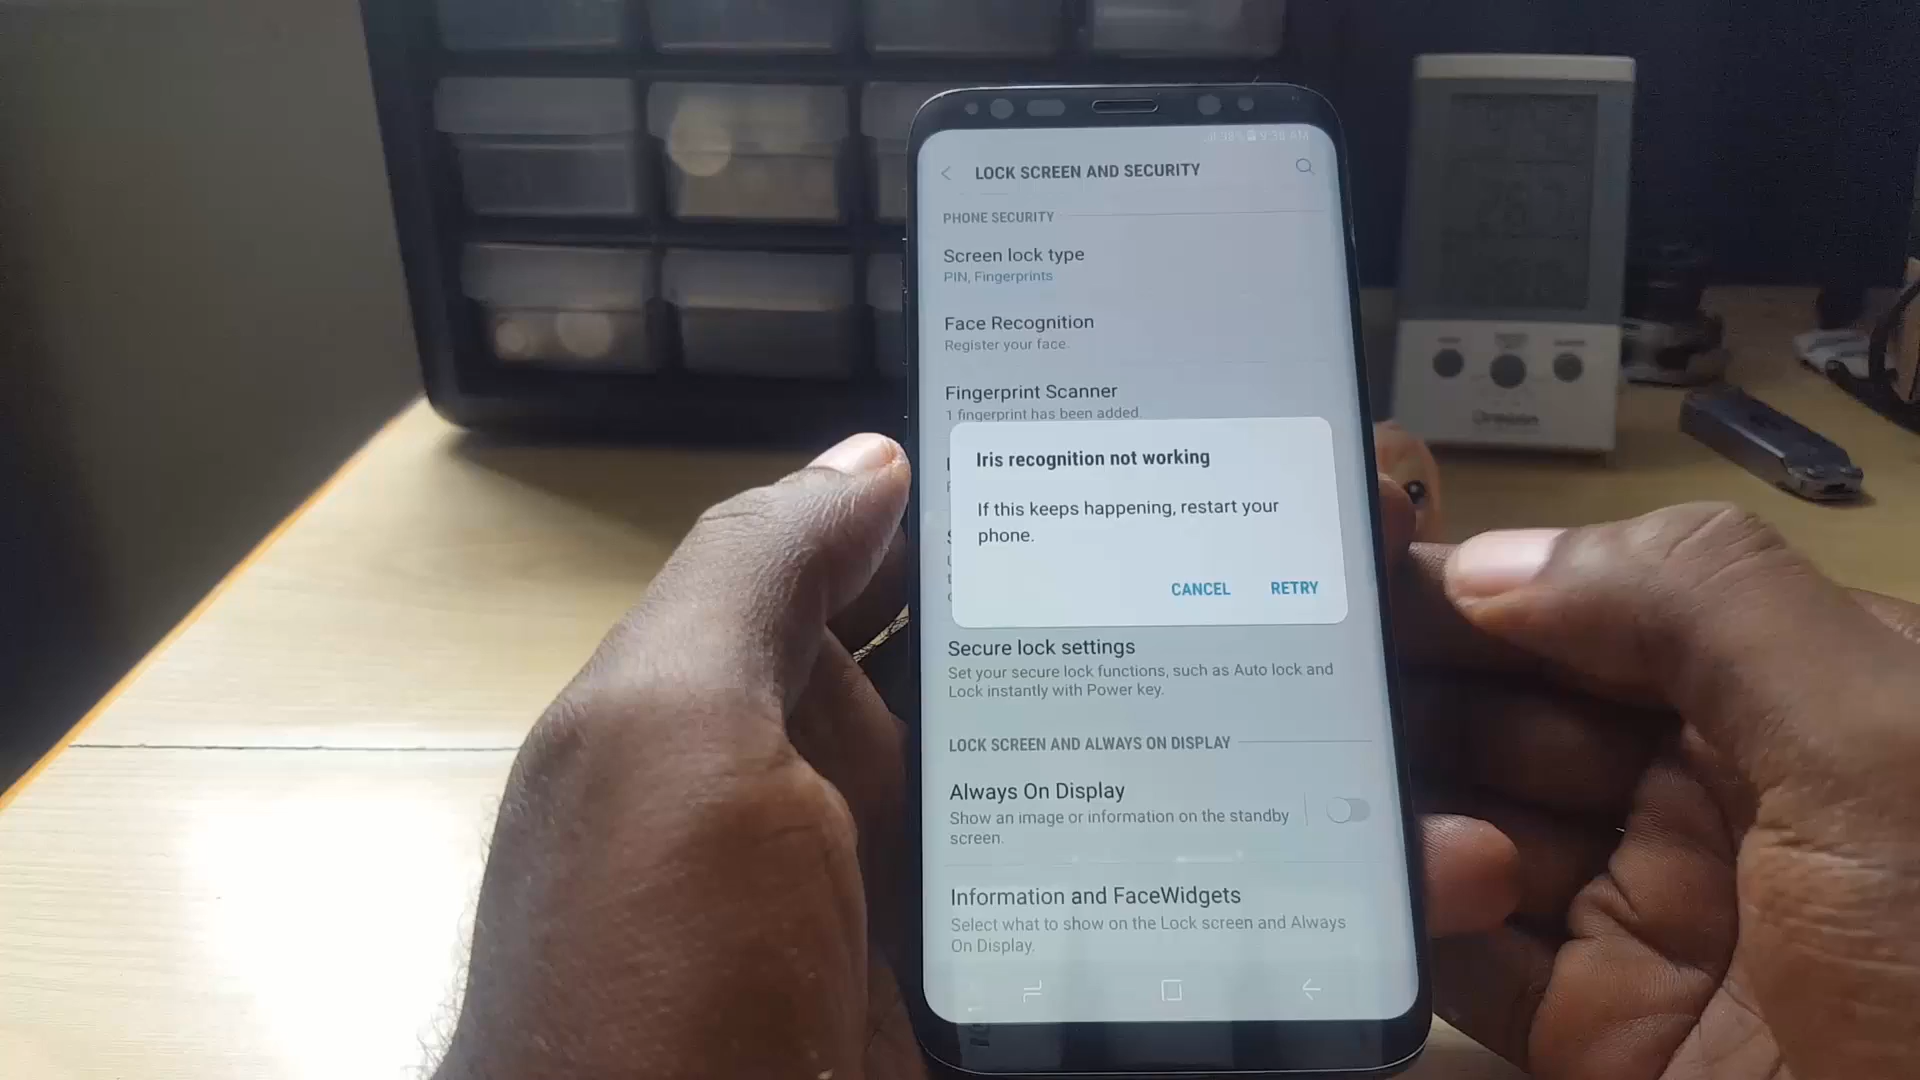 38% 9:38 AM
LOCK SCREEN AND SECURITY
PHONE SECURITY
Screen lock type
PIN, Fingerprints
Face Recognition
Register your face.
Fingerprint Scanner
1 fingerprint has been added.
Iris recognition not working
If this keeps happening, restart your
phone.
CANCEL RETRY
Secure lock settings
Set your secure lock functions, such as Auto lock and
Lock instantly with Power key.
LOCK SCREEN AND ALWAYS ON DISPLAY
Always On Display
Show an image or information on the standby
screen.
Information and FaceWidgets
Select what to show on the Lock screen and Always
On Display.